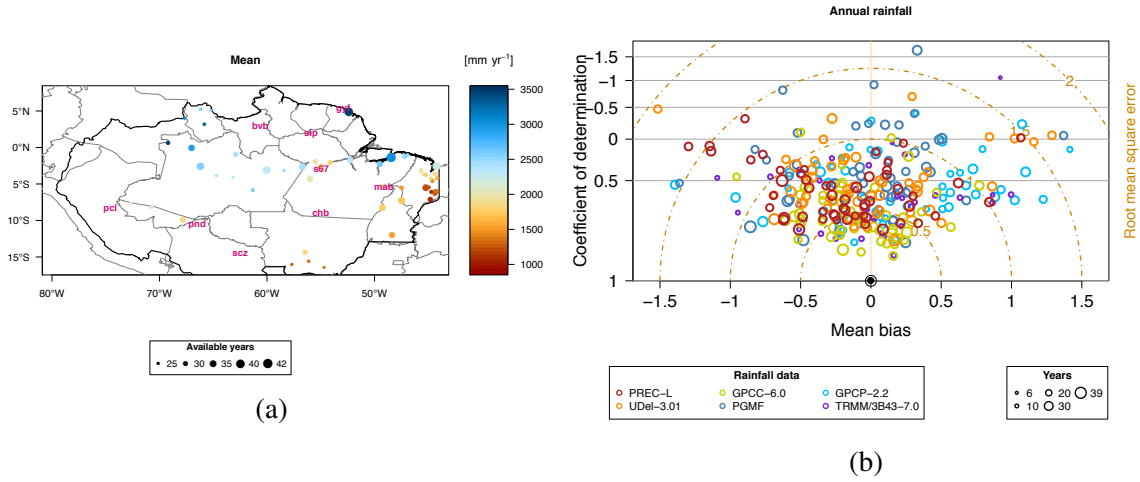 Mean
[mm yr−1]
5°N
0°N
5°S
10°S
15°S
80°W
70°W
60°W
50°W
gyf
bvb
stp
s67
mab
pcl
pnd
chb
scz
3500
3000
2500
2000
1500
1000
Available years
25 30 35 40 42
(a)
Annual rainfall
Coefficient of determination
−1.5
−1
−0.5
0
0.5
1
−1.5 −1 −0.5 0 0.5 1 1.5
Mean bias
Root mean square error
2
1.5
1
0.5
Rainfall data
PREC−L GPCC−6.0 GPCP−2.2
UDel−3.01 PGMF TRMM/3B43−7.0
Years
6 20 39
10 30
(b)